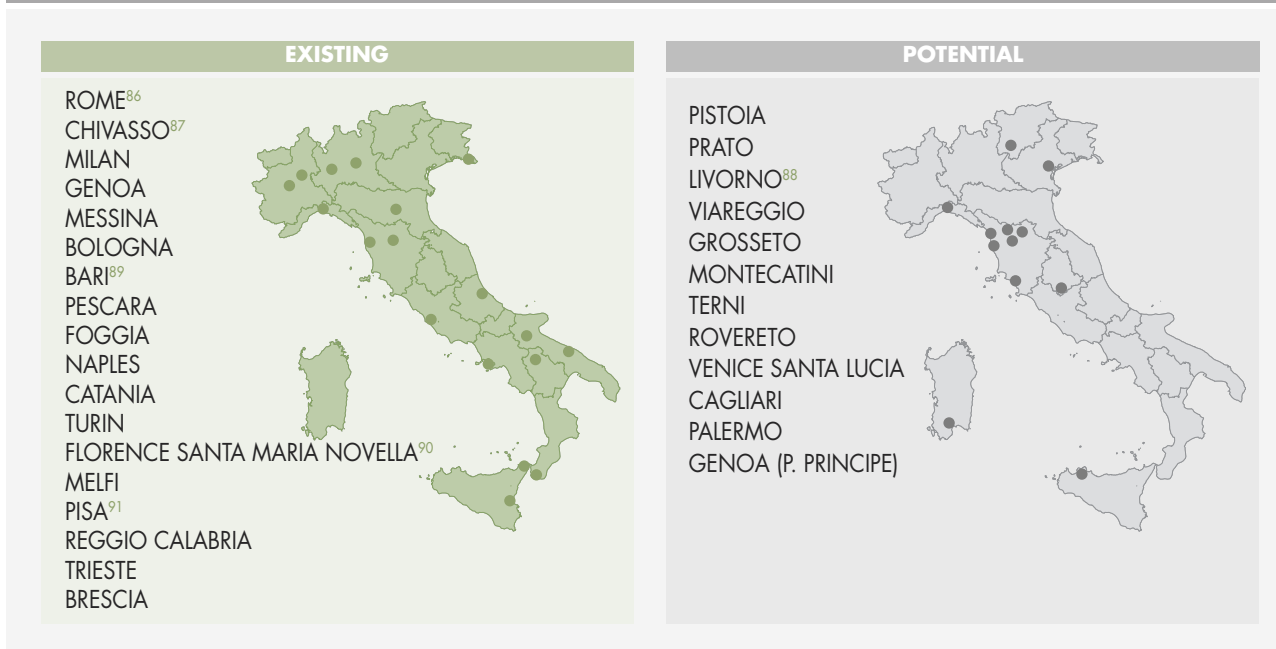 EXISTING
ROME86
CHIVASSO87
MILAN
GENOA
MESSINA
BOLOGNA
BARI89
PESCARA
FOGGIA
NAPLES
CATANIA
TURIN
FLORENCE SANTA MARIA NOVELLA90
MELFI
PISA91
REGGIO CALABRIA
TRIESTE
BRESCIA
POTENTIAL
PISTOIA
PRATO
LIVORNO88
VIAREGGIO
GROSSETO
MONTECATINI
TERNI
ROVERETO
VENICE SANTA LUCIA
CAGLIARI
PALERMO
GENOA (P. PRINCIPE)